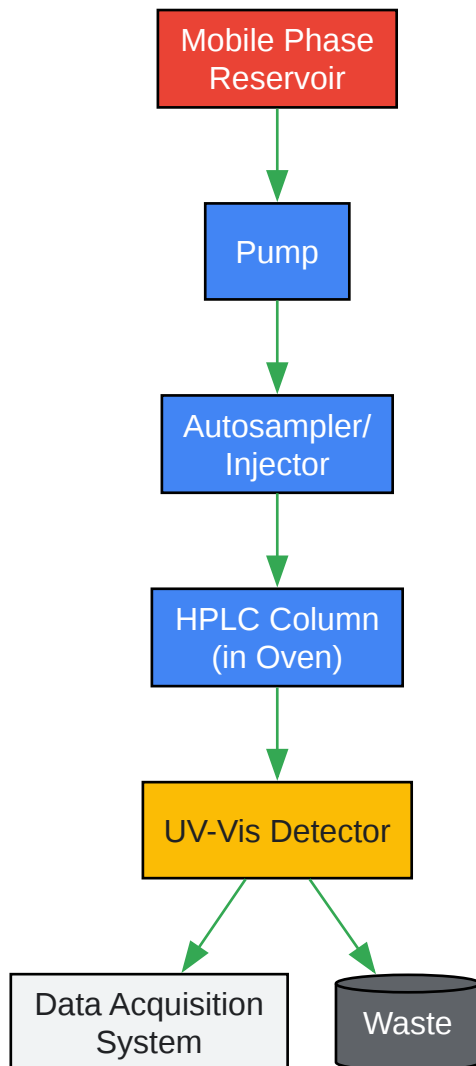 Mobile Phase
Reservoir
Pump
Autosampler/
Injector
HPLC Column
(in Oven)
UV-Vis Detector
Data Acquisition
System
Waste